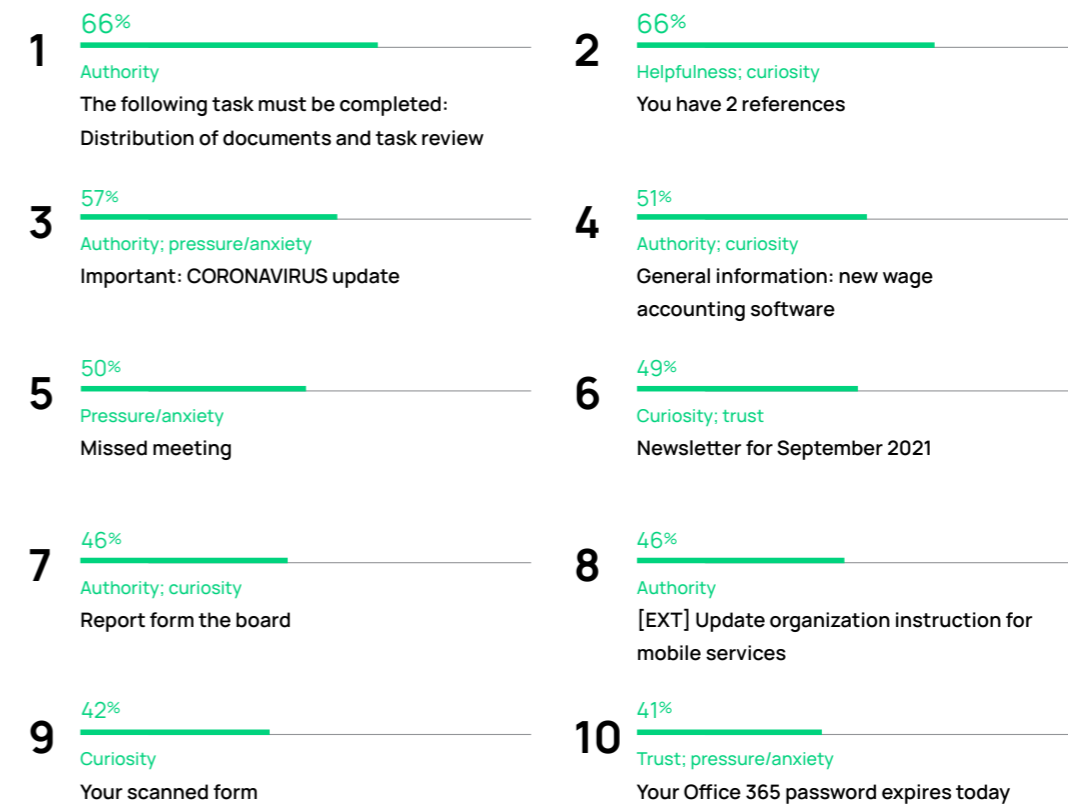 1
66%
Authority
The following task must be completed:
Distribution of documents and task review
2
66%
Helpfulness; curiosity
You have 2 references
3
57%
Authority; pressure/anxiety
Important: CORONAVIRUS update
4
51%
Authority; curiosity
General information: new wage
accounting software
5
50%
Pressure/anxiety
Missed meeting
6
49%
Curiosity; trust
Newsletter for September 2021
7
46%
Authority; curiosity
Report form the board
8
46%
Authority
[EXT] Update organization instruction for
mobile services
9
42%
Curiosity
Your scanned form
10
41%
Trust; pressure/anxiety
Your Office 365 password expires today